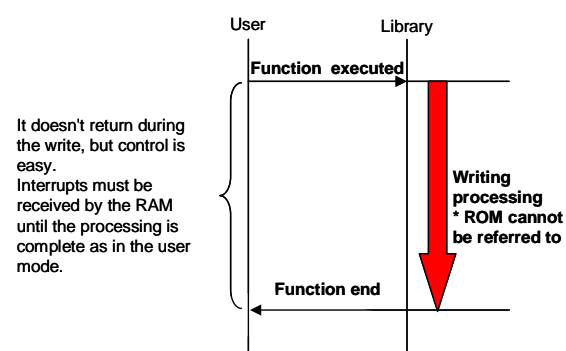 User
Library
Function executed
It doesn't return during
the write, but control is
easy.
Interrupts must be
received by the RAM
until the processing is
complete as in the user
mode.
Writing
processing
* ROM cannot
be referred to
Function end